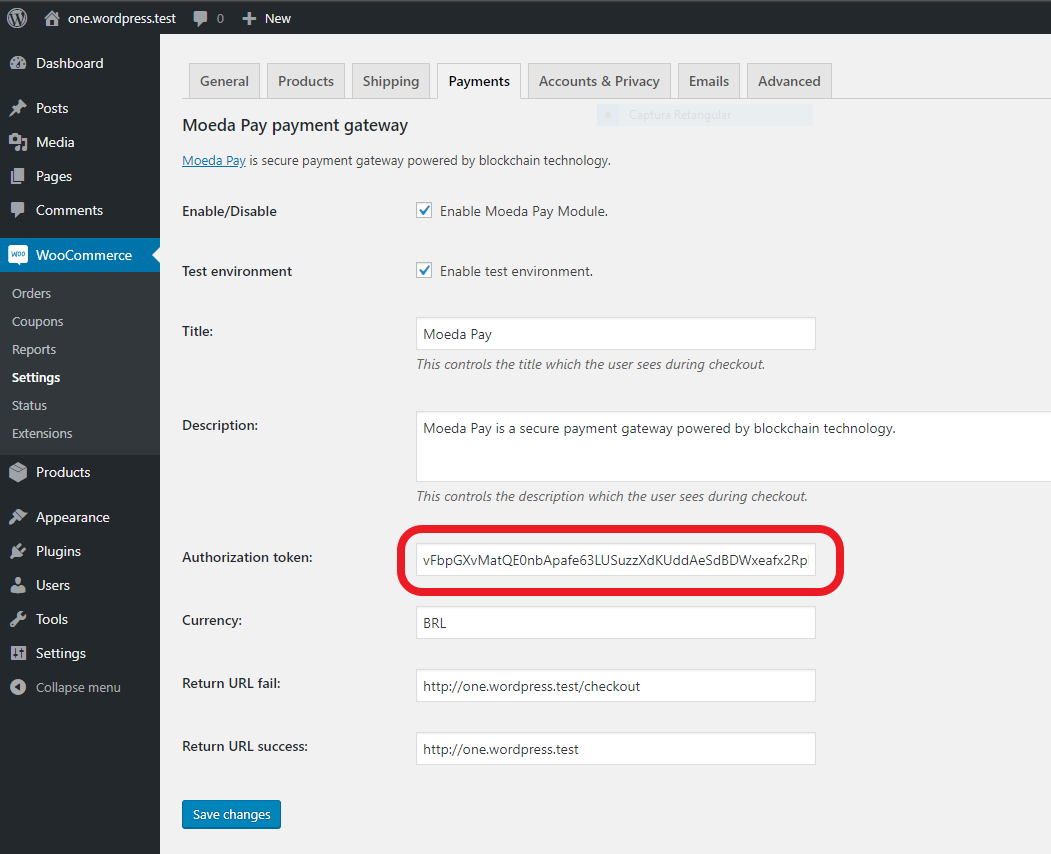 one.wordpress.test 0 New
Dashboard
Posts
Media
Pages
Comments
WooCommerce
Orders
Coupons
Reports
Settings
Status
Extensions
Products
Appearance
Plugins
Users
Tools
Settings
Collapse menu
General Products Shipping Payments Accounts & Privacy Emails Advanced
Captura Retangular
Moeda Pay payment gateway
Moeda Pay is secure payment gateway powered by blockchain technology.
Enable/Disable Enable Moeda Pay Module.
Test environment Enable test environment.
Title: Moeda Pay
This controls the title which the user sees during checkout.
Description: Moeda Pay is a secure payment gateway powered by blockchain technology.
This controls the description which the user sees during checkout.
Authorization token: vFbpGXvMatQE0nbApafe63LUSuzzXdKUddAeSdBDWxeafx2Rp
Currency: BRL
Return URL fail: http://one.wordpress.test/checkout
Return URL success: http://one.wordpress.test
Save changes